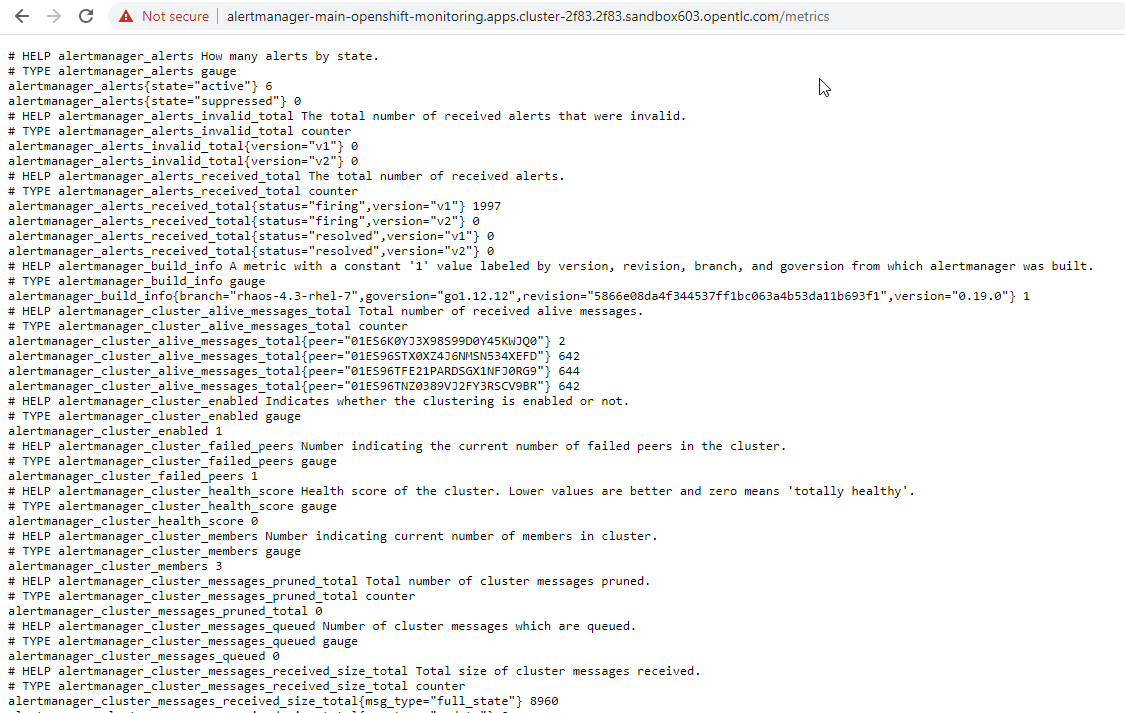 Not secure | alertmanager-main-openshift-monitoring.apps.cluster-2f83.2f83.sandbox603.opentlc.com/metrics
# HELP alertmanager_alerts How many alerts by state.
# TYPE alertmanager_alerts gauge
alertmanager_alerts{state="active"} 6
alertmanager_alerts{state="suppressed"} 0
# HELP alertmanager_alerts_invalid_total The total number of received alerts that were invalid.
# TYPE alertmanager_alerts_invalid_total counter
alertmanager_alerts_invalid_total{version="v1"} 0
alertmanager_alerts_invalid_total{version="v2"} 0
# HELP alertmanager_alerts_received_total The total number of received alerts.
# TYPE alertmanager_alerts_received_total counter
alertmanager_alerts_received_total{status="firing",version="v1"} 1997
alertmanager_alerts_received_total{status="firing",version="v2"} 0
alertmanager_alerts_received_total{status="resolved",version="v1"} 0
alertmanager_alerts_received_total{status="resolved",version="v2"} 0
# HELP alertmanager_build_info A metric with a constant '1' value labeled by version, revision, branch, and goversion from which alertmanager was built.
# TYPE alertmanager_build_info gauge
alertmanager_build_info{branch="rhaos-4.3-rhel-7",goversion="go1.12.12",revision="5866e08da4f344537ff1bc063a4b53da11b693f1",version="0.19.0"} 1
# HELP alertmanager_cluster_alive_messages_total Total number of received alive messages.
# TYPE alertmanager_cluster_alive_messages_total counter
alertmanager_cluster_alive_messages_total{peer="01ES6K0YJ3X98S99D0Y45KWJQ0"} 2
alertmanager_cluster_alive_messages_total{peer="01ES96STX0XZ4J6NMSN534XEFD"} 642
alertmanager_cluster_alive_messages_total{peer="01ES96TFE21PARDSGX1NFJ0RG9"} 644
alertmanager_cluster_alive_messages_total{peer="01ES96TNZ0389VJ2FY3RSCV9BR"} 642
# HELP alertmanager_cluster_enabled Indicates whether the clustering is enabled or not.
# TYPE alertmanager_cluster_enabled gauge
alertmanager_cluster_enabled 1
# HELP alertmanager_cluster_failed_peers Number indicating the current number of failed peers in the cluster.
# TYPE alertmanager_cluster_failed_peers gauge
alertmanager_cluster_failed_peers 1
# HELP alertmanager_cluster_health_score Health score of the cluster. Lower values are better and zero means 'totally healthy'.
# TYPE alertmanager_cluster_health_score gauge
alertmanager_cluster_health_score 0
# HELP alertmanager_cluster_members Number indicating current number of members in cluster.
# TYPE alertmanager_cluster_members gauge
alertmanager_cluster_members 3
# HELP alertmanager_cluster_messages_pruned_total Total number of cluster messages pruned.
# TYPE alertmanager_cluster_messages_pruned_total counter
alertmanager_cluster_messages_pruned_total 0
# HELP alertmanager_cluster_messages_queued Number of cluster messages which are queued.
# TYPE alertmanager_cluster_messages_queued gauge
alertmanager_cluster_messages_queued 0
# HELP alertmanager_cluster_messages_received_size_total Total size of cluster messages received.
# TYPE alertmanager_cluster_messages_received_size_total counter
alertmanager_cluster_messages_received_size_total{msg_type="full_state"} 8960